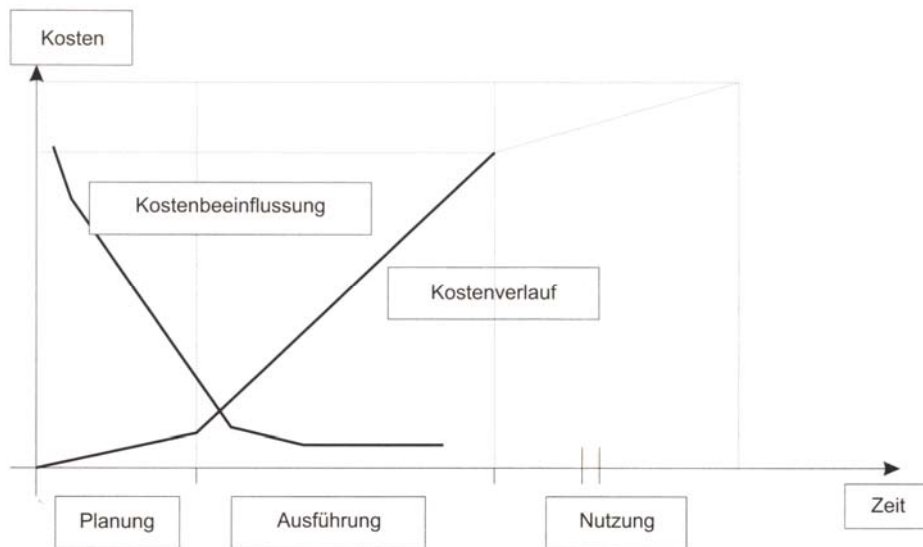 Kosten
Kostenbeeinflussung
Kostenverlauf
Zeit
Planung
Ausführung
Nutzung